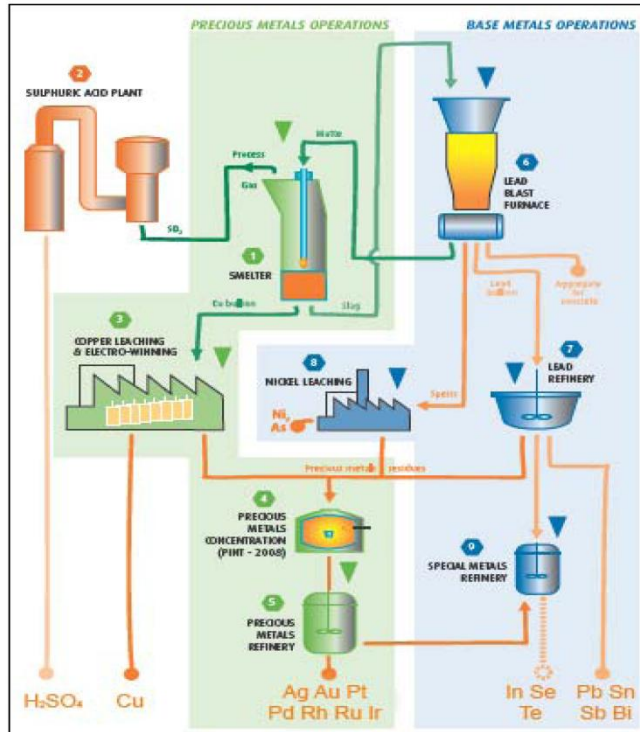 PRECIOUS METALS OPERATIONS
BASE METALS OPERATIONS
2
SULPHURIC ACID PLANT
Matte
Process
Gas
SO₂
1
SMELTER
6
LEAD
BLAST
FURNACE
Cu bullion
Slag
Lead
bullion
Aggregate
for
concrete
3
COPPER LEACHING
& ELECTRO-WINNING
8
NICKEL LEACHING
7
LEAD
REFINERY
Speiss
Ni,
As
Precious metals residues
4
PRECIOUS
METALS
CONCENTRATION
(PINT - 2008)
9
SPECIAL METALS
REFINERY
5
PRECIOUS
METALS
REFINERY
H₂SO₄
Cu
Ag Au Pt
Pd Rh Ru Ir
In Se
Te
Pb Sn
Sb Bi